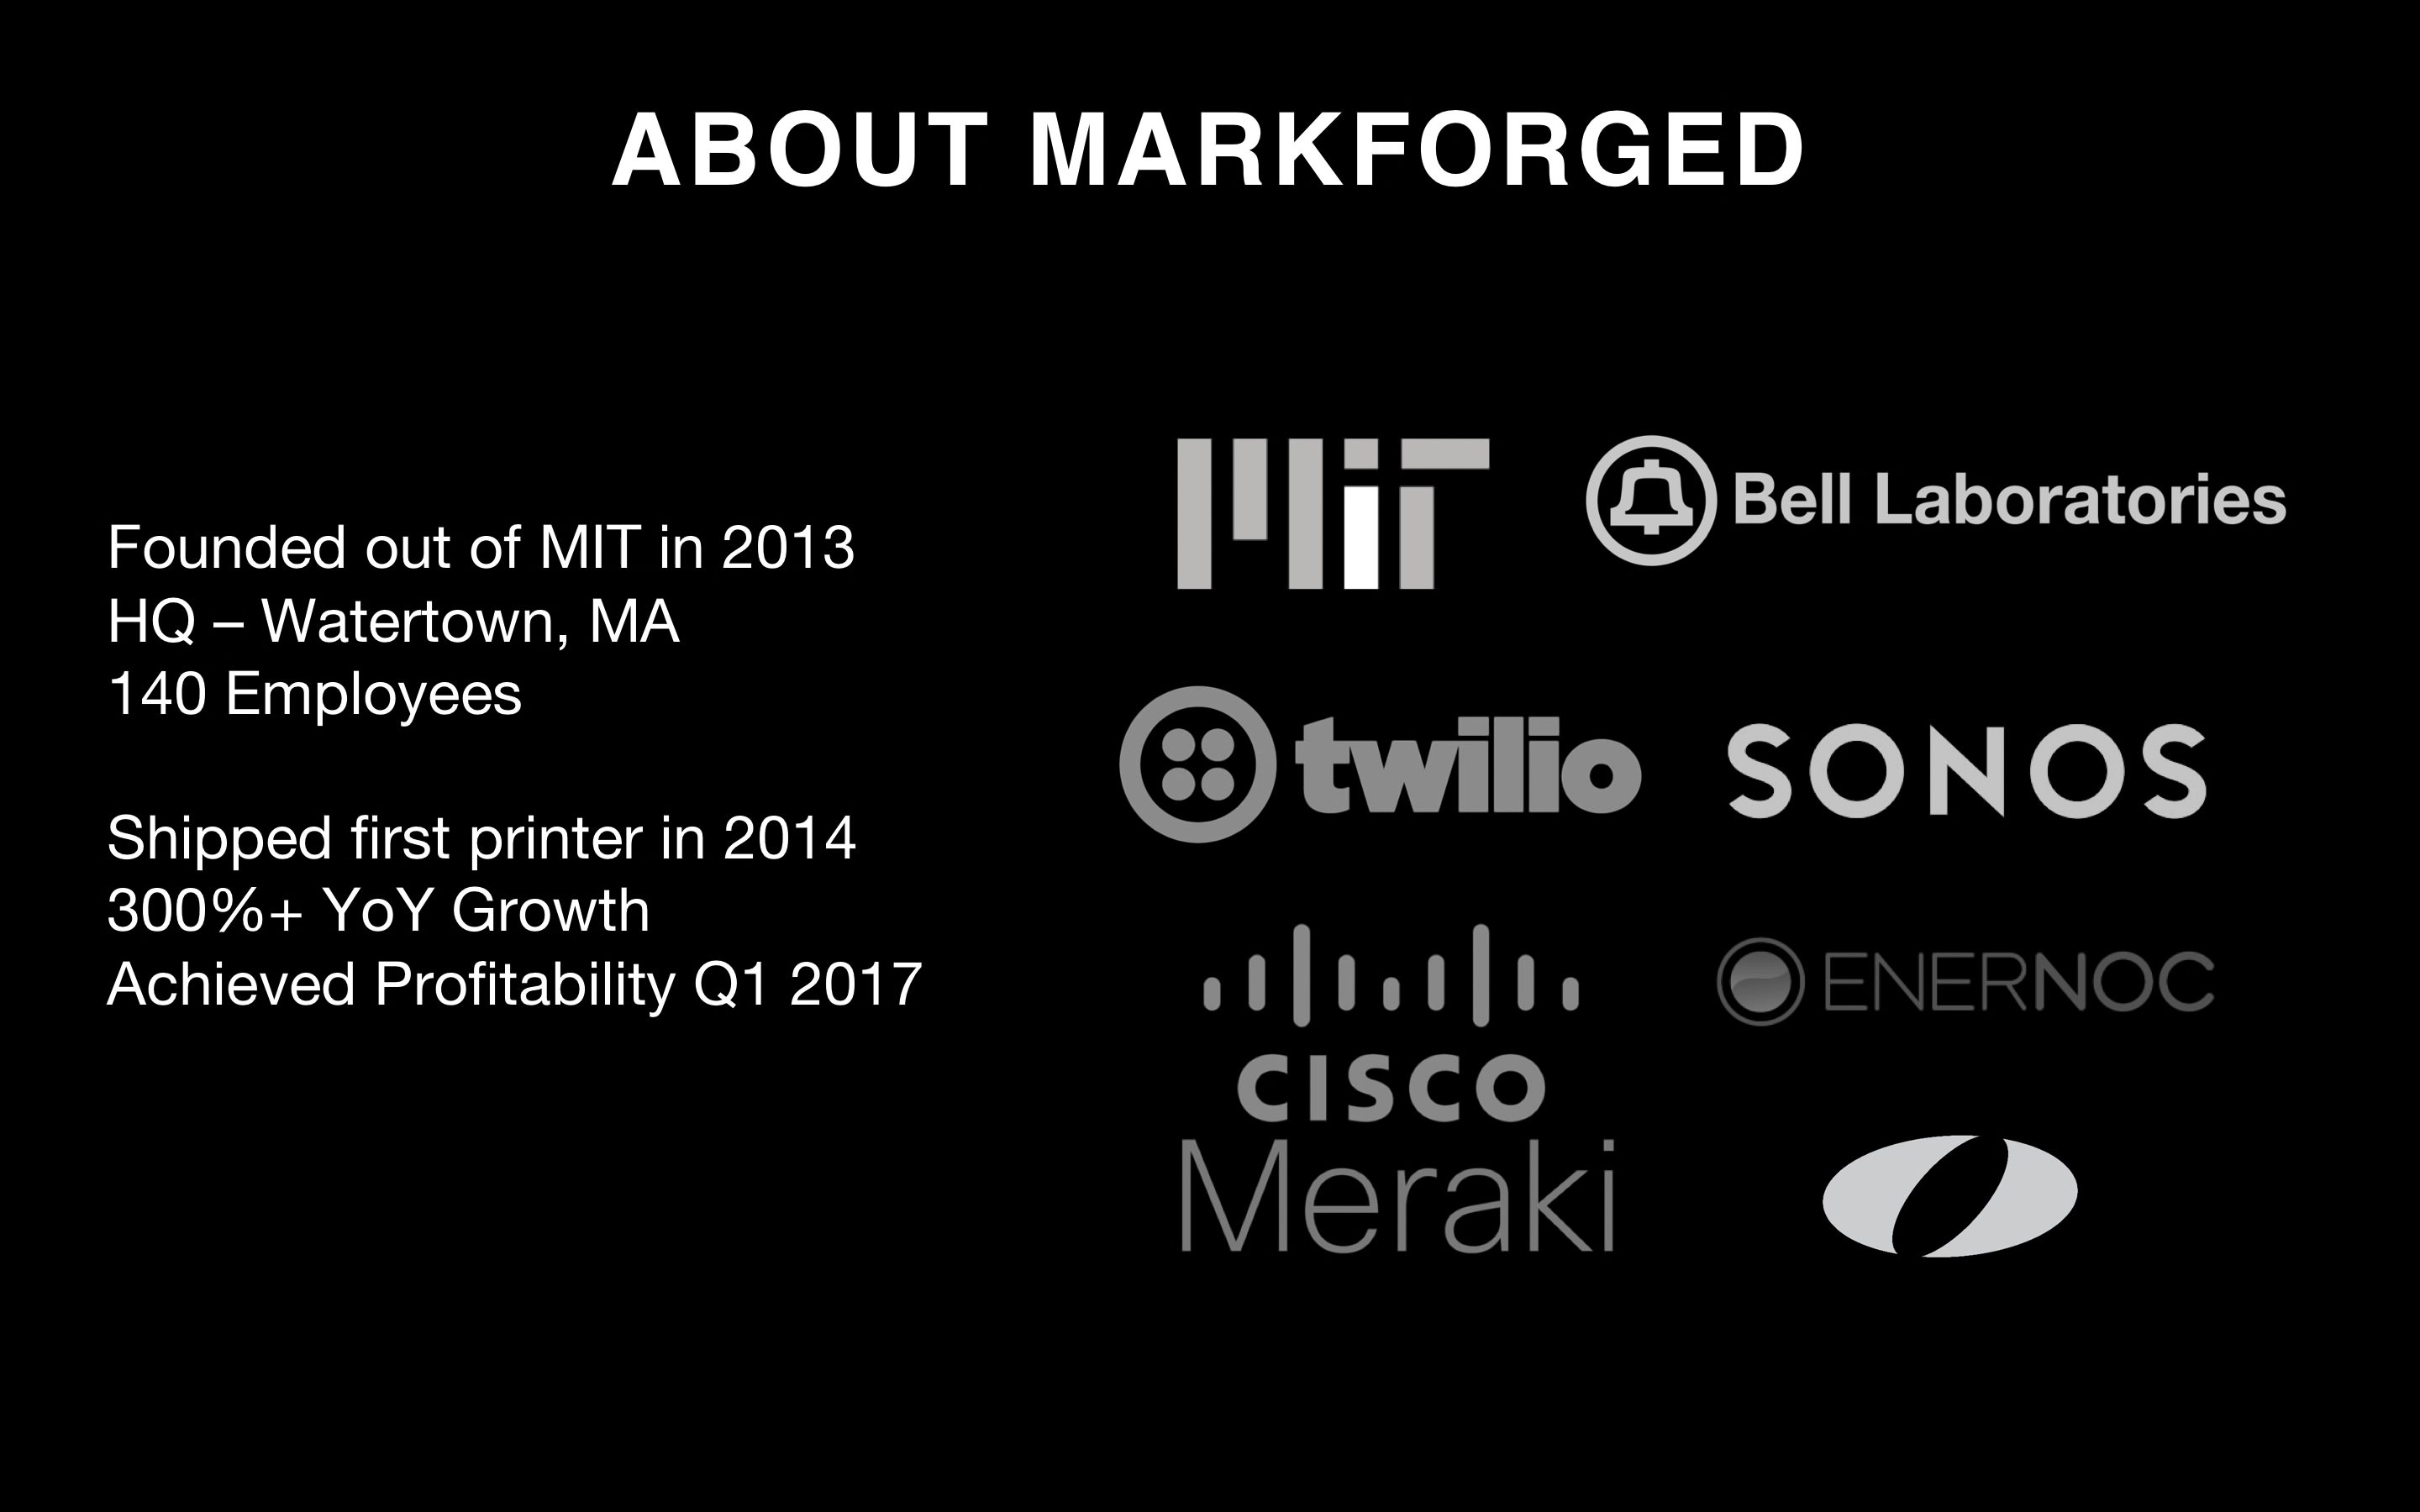 ABOUT MARKFORGED
Founded out of MIT in 2013
HQ – Watertown, MA
140 Employees
Shipped first printer in 2014
300%+ YoY Growth
Achieved Profitability Q1 2017
MiT
Bell Laboratories
twilio
SONOS
CISCO
Meraki
ENERNOC